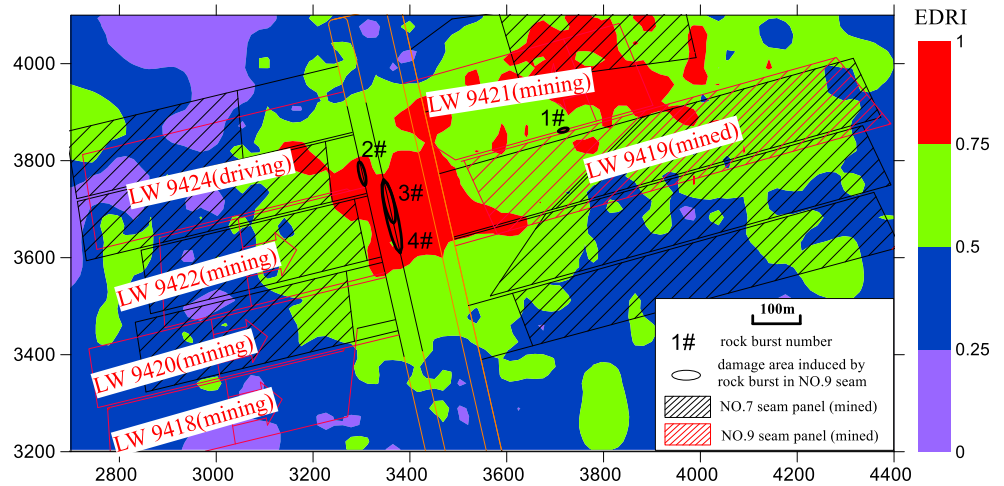 EDRI
1
0.75
0.5
0.25
0
4000
3800
3600
3400
3200
2800
3000
3200
3400
3600
3800
4000
4200
4400
LW 9421(mining)
1#
LW 9419(mined)
2#
LW 9424(driving)
3#
4#
LW 9422(mining)
LW 9420(mining)
LW 9418(mining)
100m
1# rock burst number
damage area induced by
rock burst in NO.9 seam
NO.7 seam panel (mined)
NO.9 seam panel (mined)